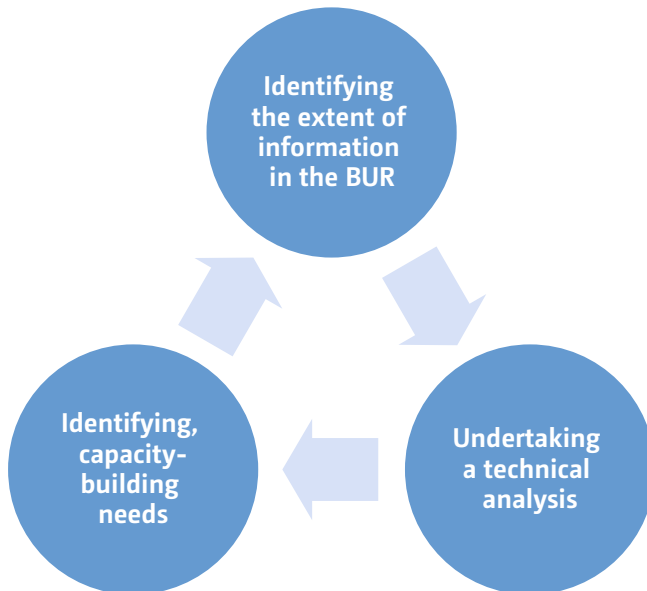 Identifying
the extent of
information
in the BUR
Undertaking
a technical
analysis
Identifying,
capacity-
building
needs